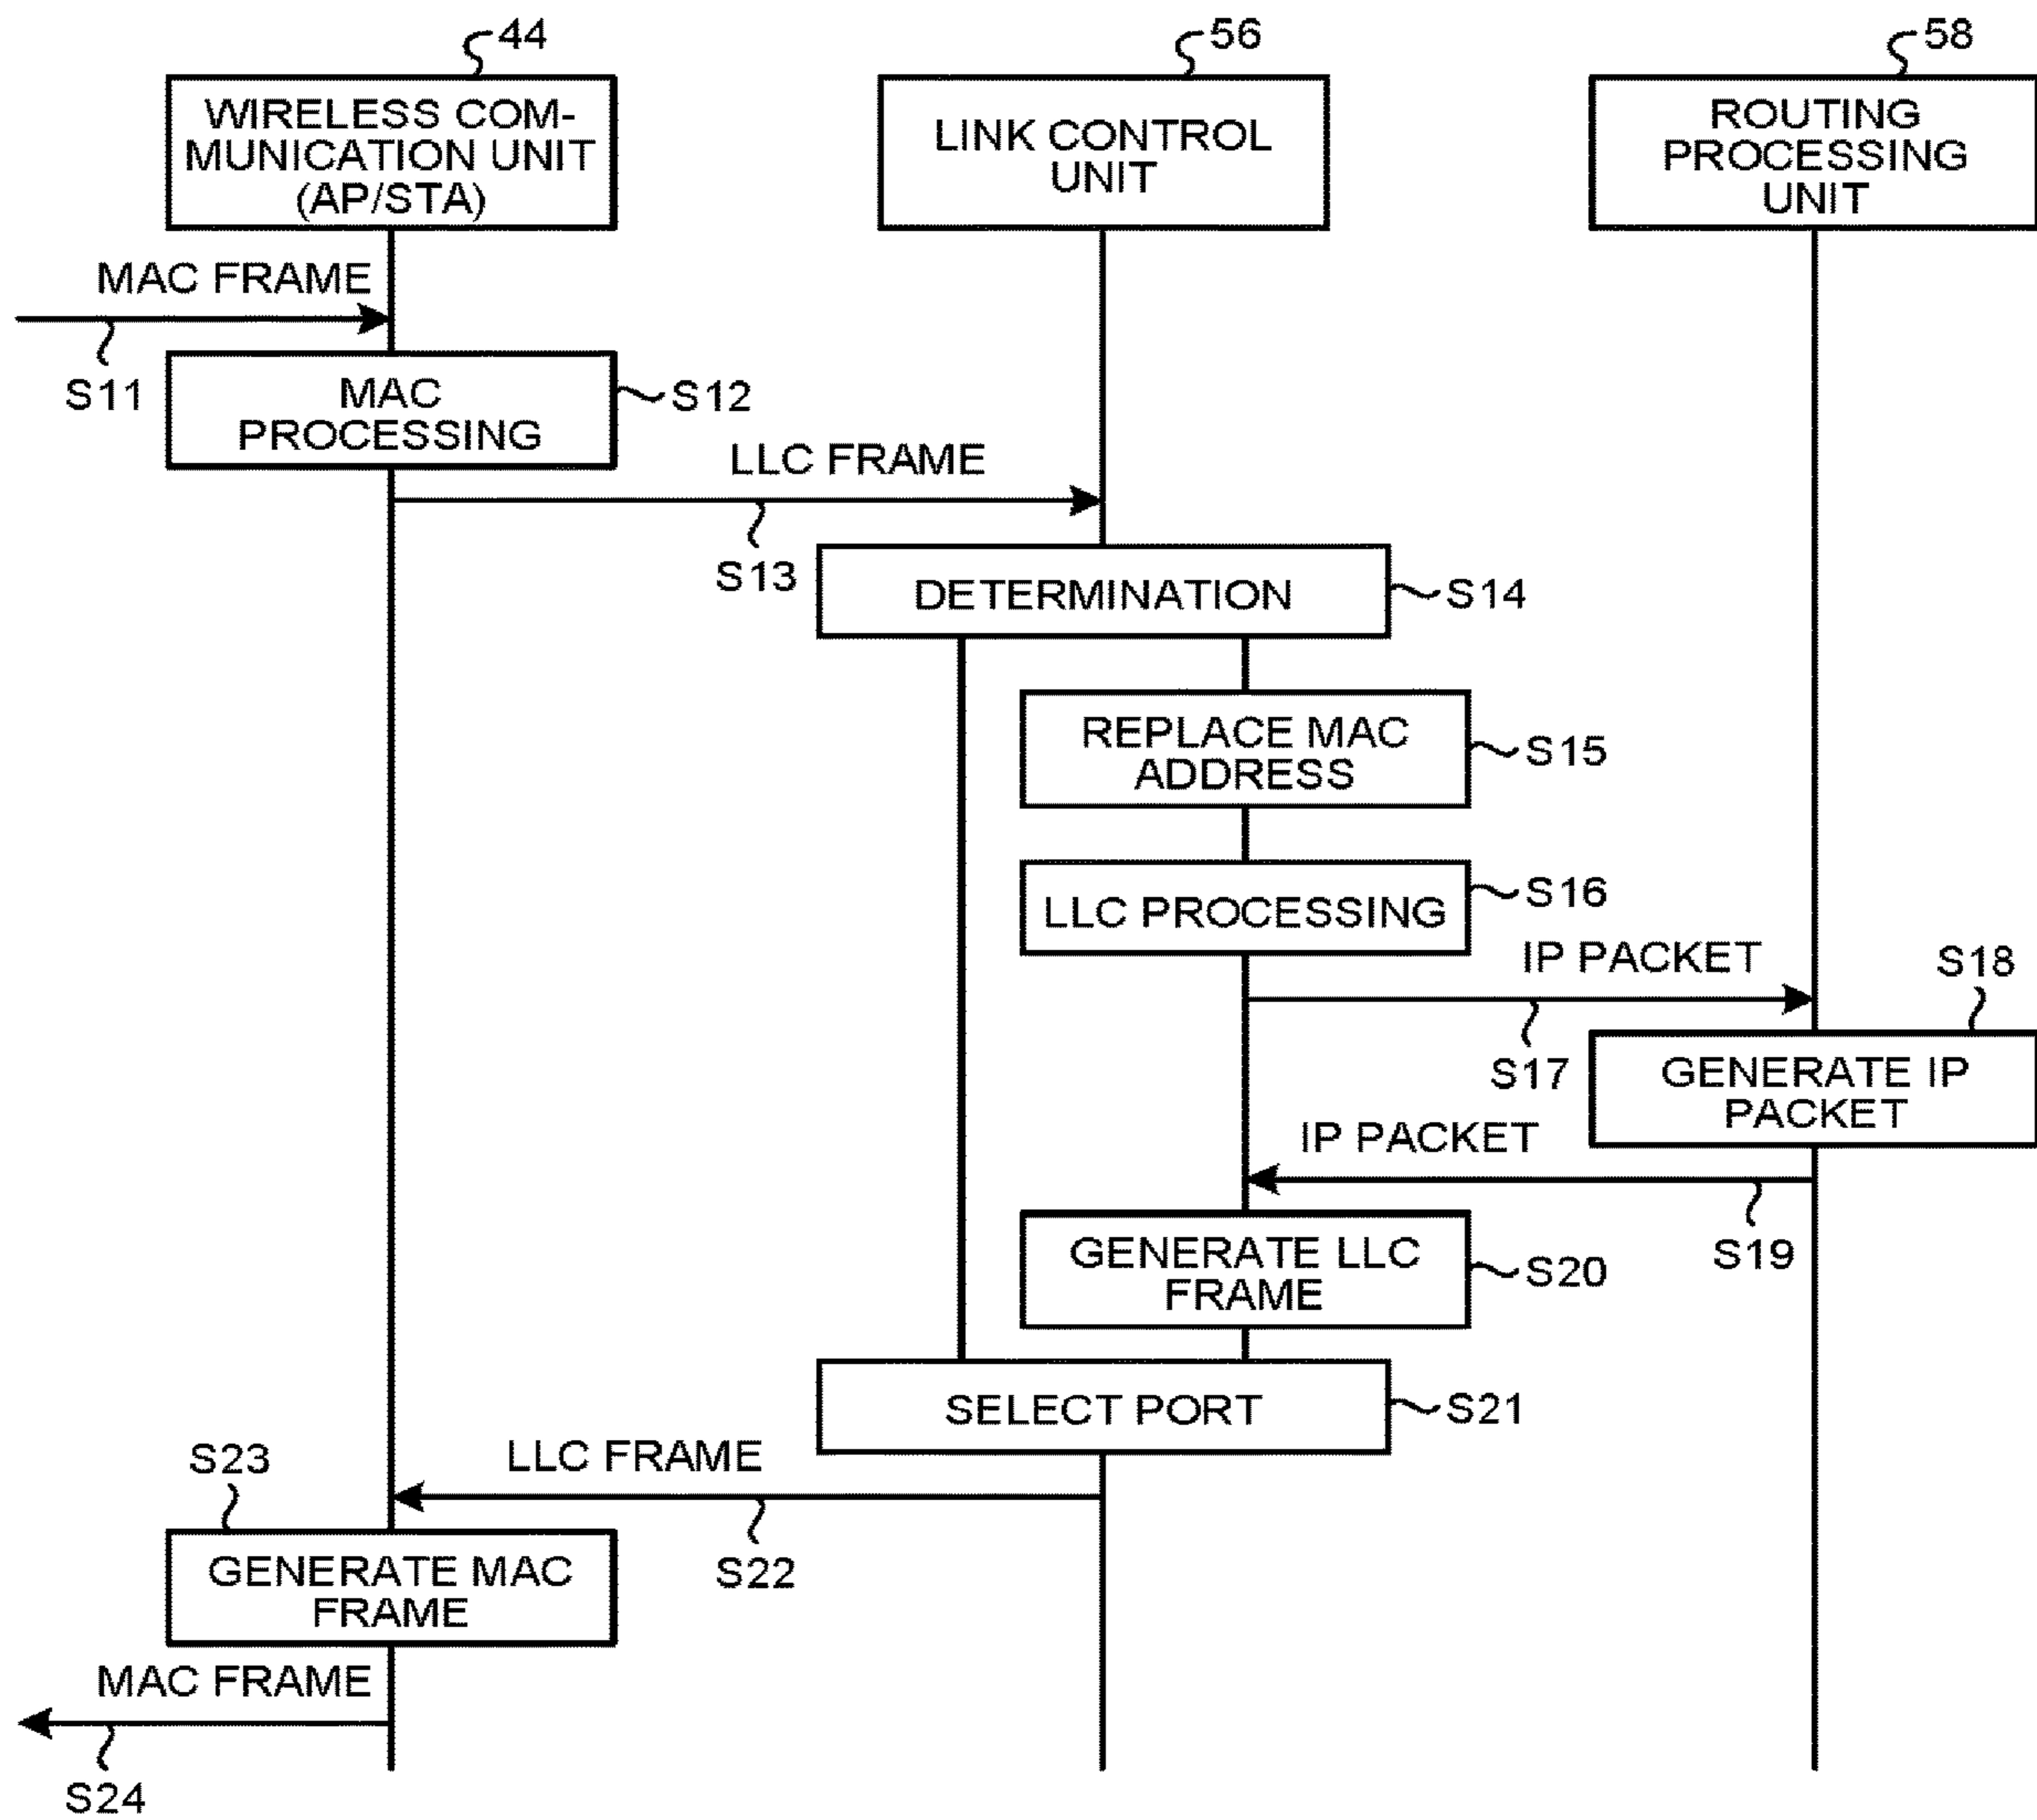 44
56
58
WIRELESS COM-
MUNICATION UNIT
(AP/STA)
LINK CONTROL
UNIT
ROUTING
PROCESSING
UNIT
MAC FRAME
S11
MAC
PROCESSING
S12
LLC FRAME
S13
DETERMINATION
S14
REPLACE MAC
ADDRESS
S15
LLC PROCESSING
S16
IP PACKET
S17
S18
GENERATE IP
PACKET
IP PACKET
S19
GENERATE LLC
FRAME
S20
SELECT PORT
S21
LLC FRAME
S22
S23
GENERATE MAC
FRAME
MAC FRAME
S24